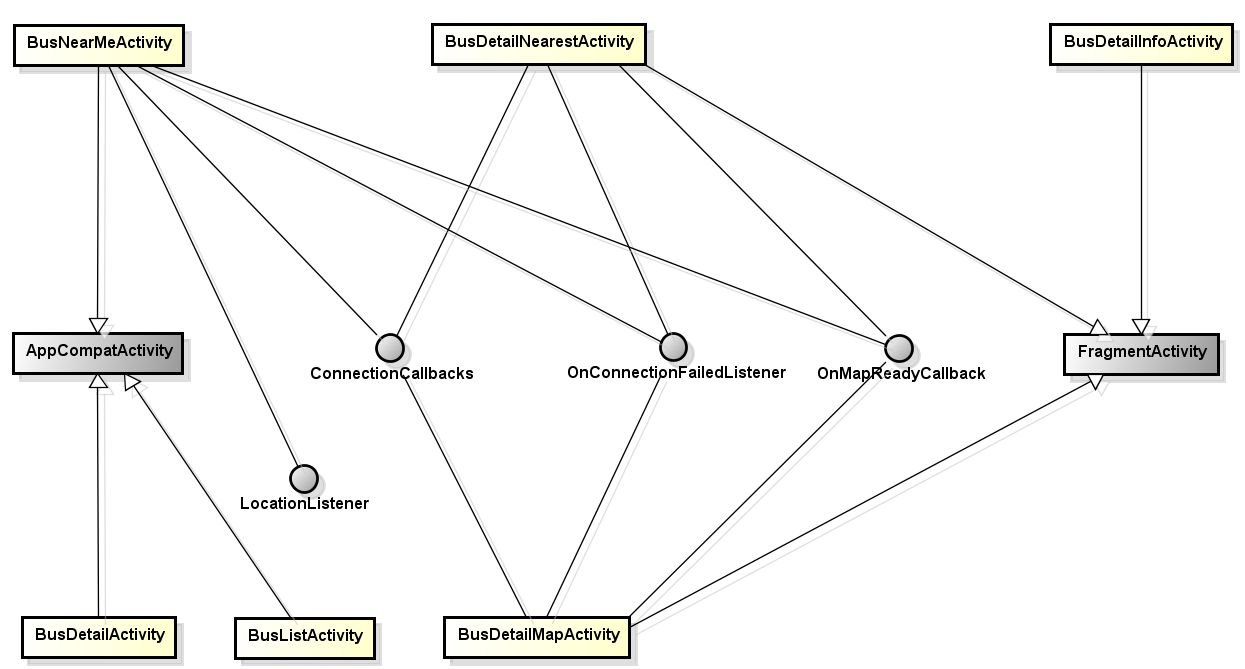 BusNearMeActivity
BusDetailNearestActivity
BusDetailInfoActivity
AppCompatActivity
ConnectionCallbacks
OnConnectionFailedListener
OnMapReadyCallback
FragmentActivity
LocationListener
BusDetailActivity
BusListActivity
BusDetailMapActivity